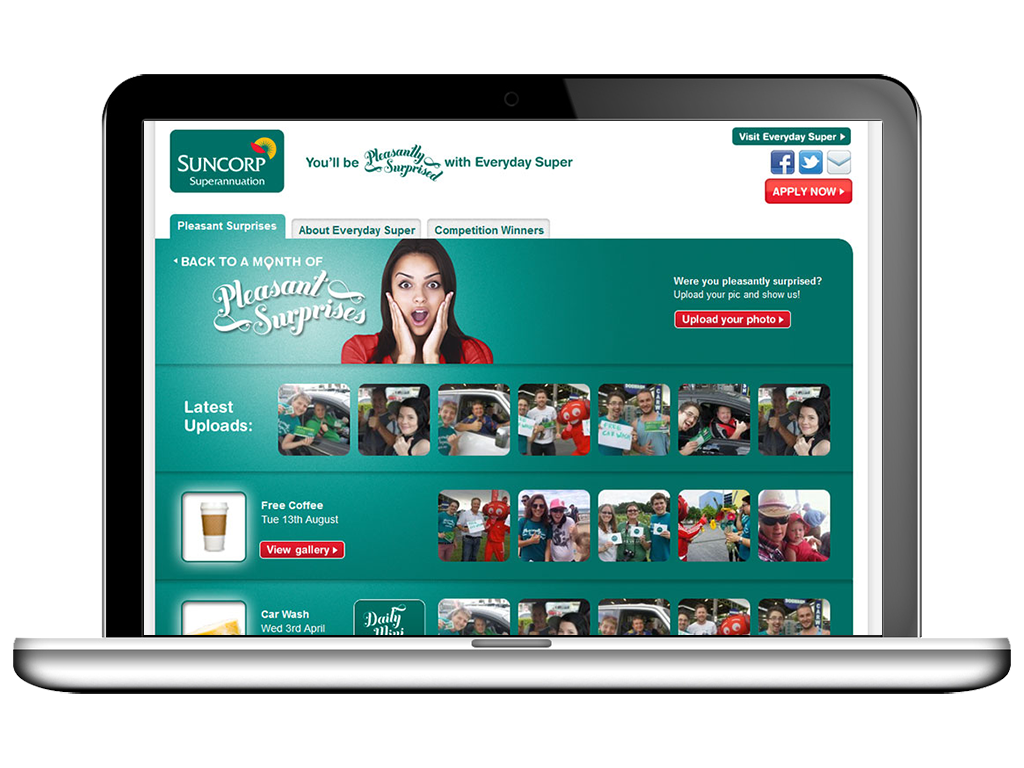 SUNCORP
Superannuation
You'll be Pleasantly Surprised with Everyday Super
Visit Everyday Super
APPLY NOW
Pleasant Surprises
About Everyday Super
Competition Winners
BACK TO A MONTH OF
Pleasant
Surprises
Were you pleasantly surprised?
Upload your pic and show us!
Upload your photo
Latest
Uploads:
FREE
CAR WASH
Free Coffee
Tue 13th August
View gallery
Car Wash
Wed 3rd April
Daily
Mini